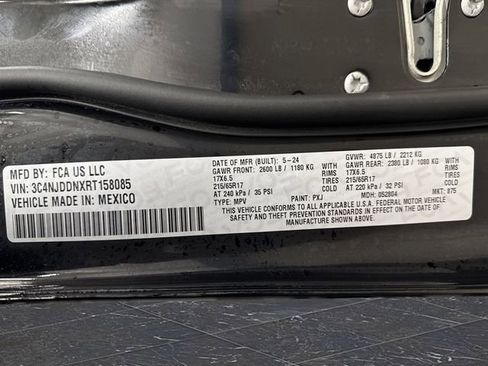 MFD BY: FCA US LLC
VIN: 3C4NJDDNXRT158085
VEHICLE MADE IN: MEXICO
DATE OF MFR (BUILT): 5-24 GVWR: 4875 LB / 2212 KG
GAWR FRONT: 2600 LB / 1180 KG GAWR REAR: 2380 LB / 1080 KG
17X6.5 RIMS 17X6.5 RIMS
215/65R17 TIRES 215/65R17 TIRES
AT 240 kPa / 35 PSI COLD AT 220 kPa / 32 PSI COLD
TYPE: MPV PAINT: PXJ MDH: 052804 MKT: 875
THIS VEHICLE CONFORMS TO ALL APPLICABLE U.S.A. FEDERAL MOTOR VEHICLE
SAFETY AND THEFT PREVENTION STANDARDS IN EFFECT ON THE DATE OF
MANUFACTURE SHOWN ABOVE.